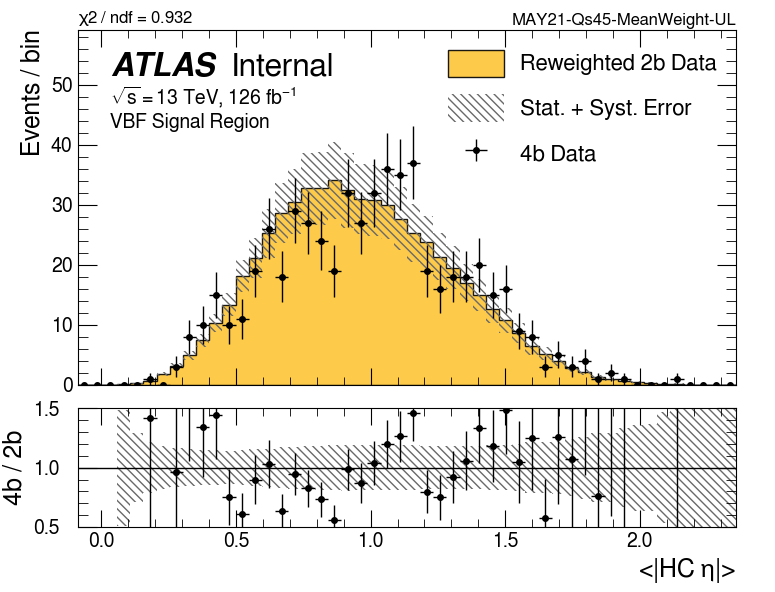 χ2 / ndf = 0.932
MAY21-Qs45-MeanWeight-UL
Events / bin
ATLAS Internal
√s = 13 TeV, 126 fb⁻¹
VBF Signal Region
Reweighted 2b Data
Stat. + Syst. Error
4b Data
50
40
30
20
10
0
4b / 2b
1.5
1.0
0.5
0.0 0.5 1.0 1.5 2.0
<|HC η|>